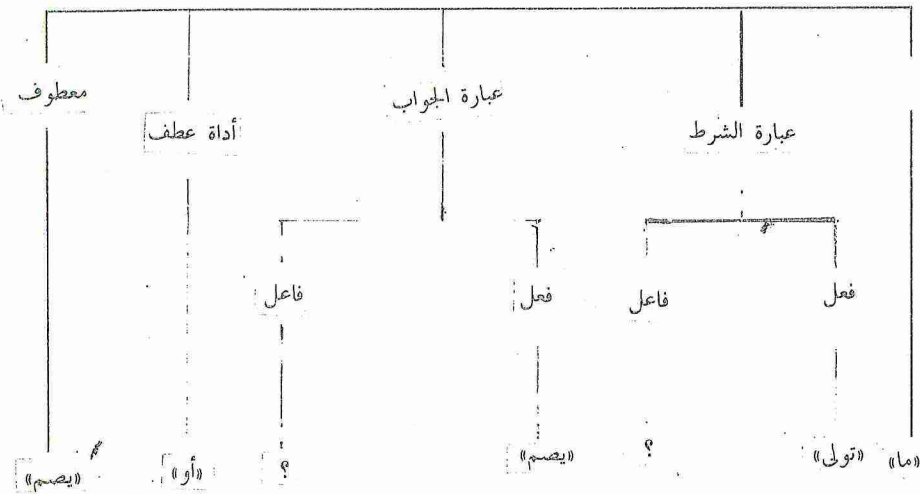 معطوف
عبارة الجواب
أداة عطف
عبارة الشرط
فعل
فاعل
فعل
فاعل
«ما» «تولى» ؟ «يصم» ؟ «أو» «يصم»